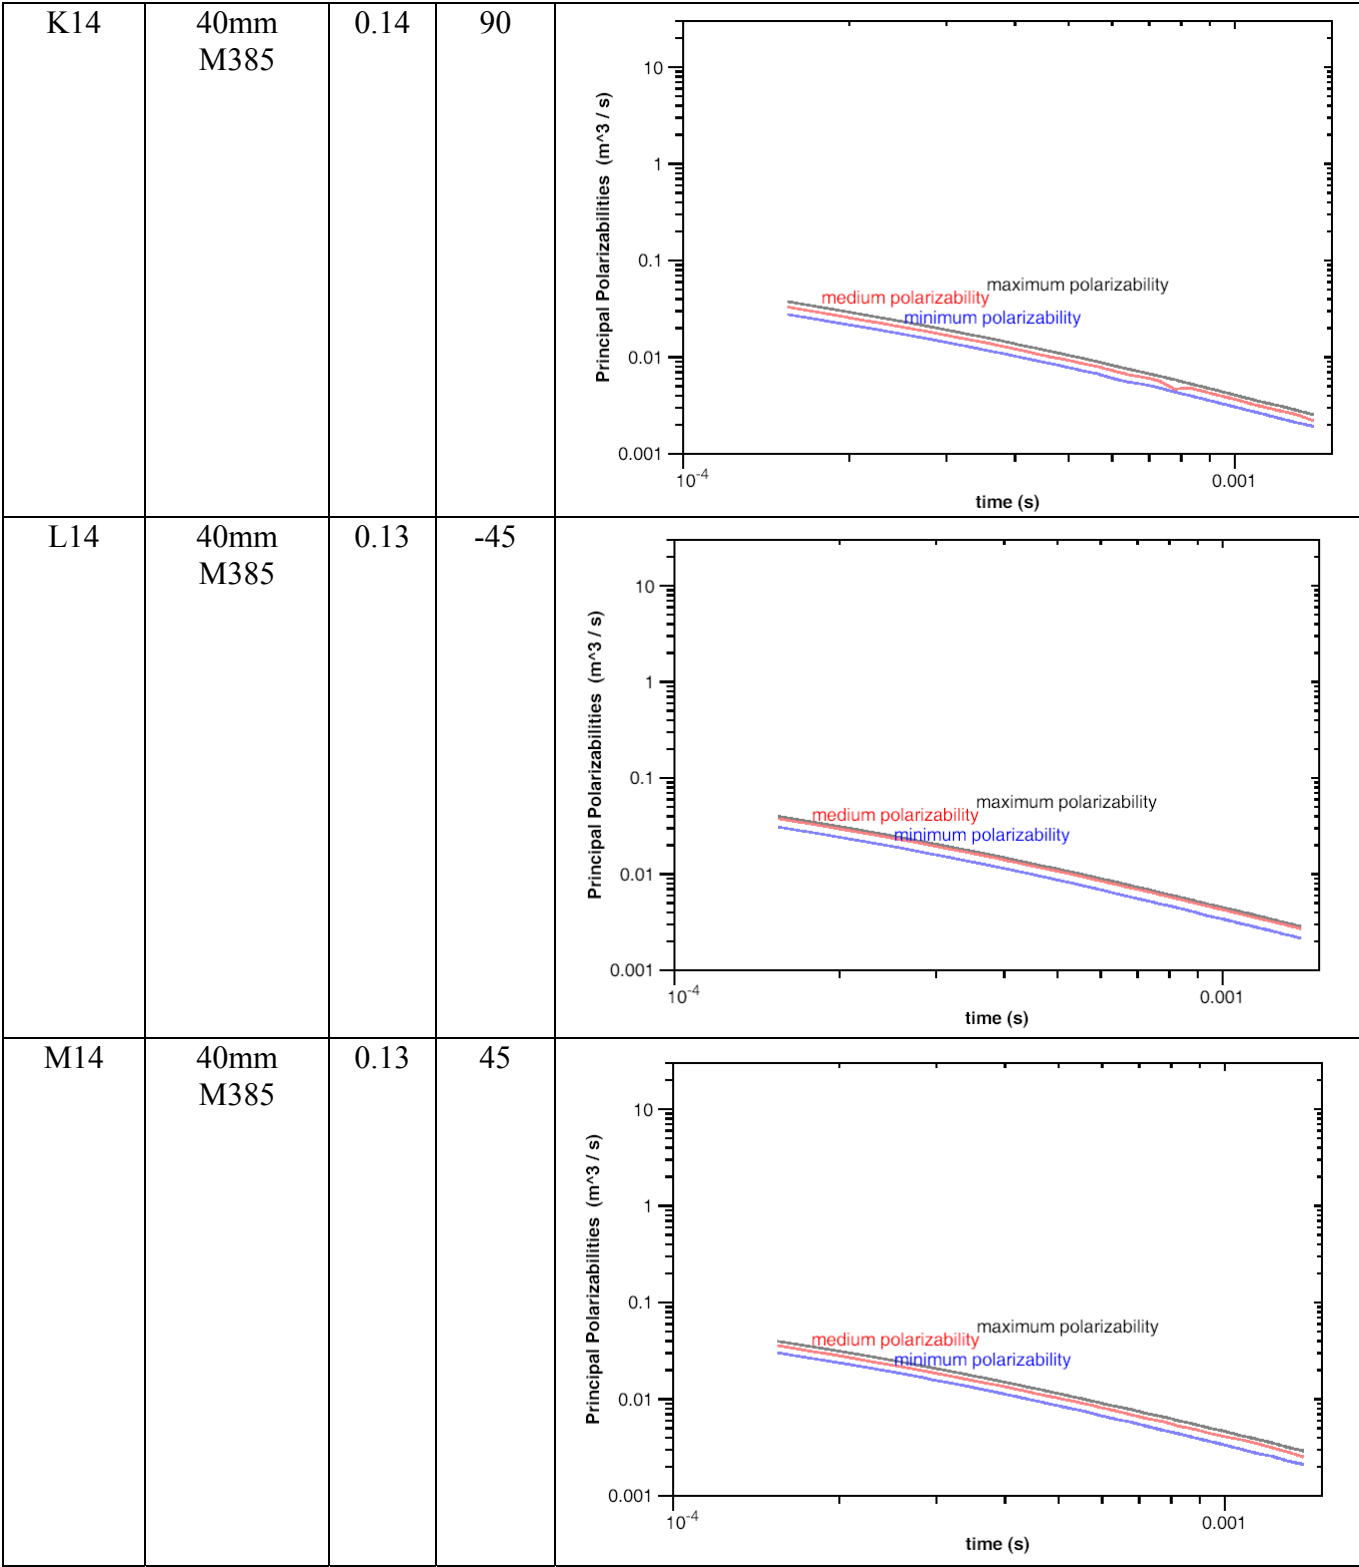 K14 40mm 0.14 90
M385
10
1
0.1
0.01
0.001
Principal Polarizabilities (m^3 / s)
maximum polarizability
medium polarizability
minimum polarizability
10-4 0.001
time (s)
L14 40mm 0.13 -45
M385
10
1
0.1
0.01
0.001
Principal Polarizabilities (m^3 / s)
maximum polarizability
medium polarizability
minimum polarizability
10-4 0.001
time (s)
M14 40mm 0.13 45
M385
10
1
0.1
0.01
0.001
Principal Polarizabilities (m^3 / s)
maximum polarizability
medium polarizability
minimum polarizability
10-4 0.001
time (s)